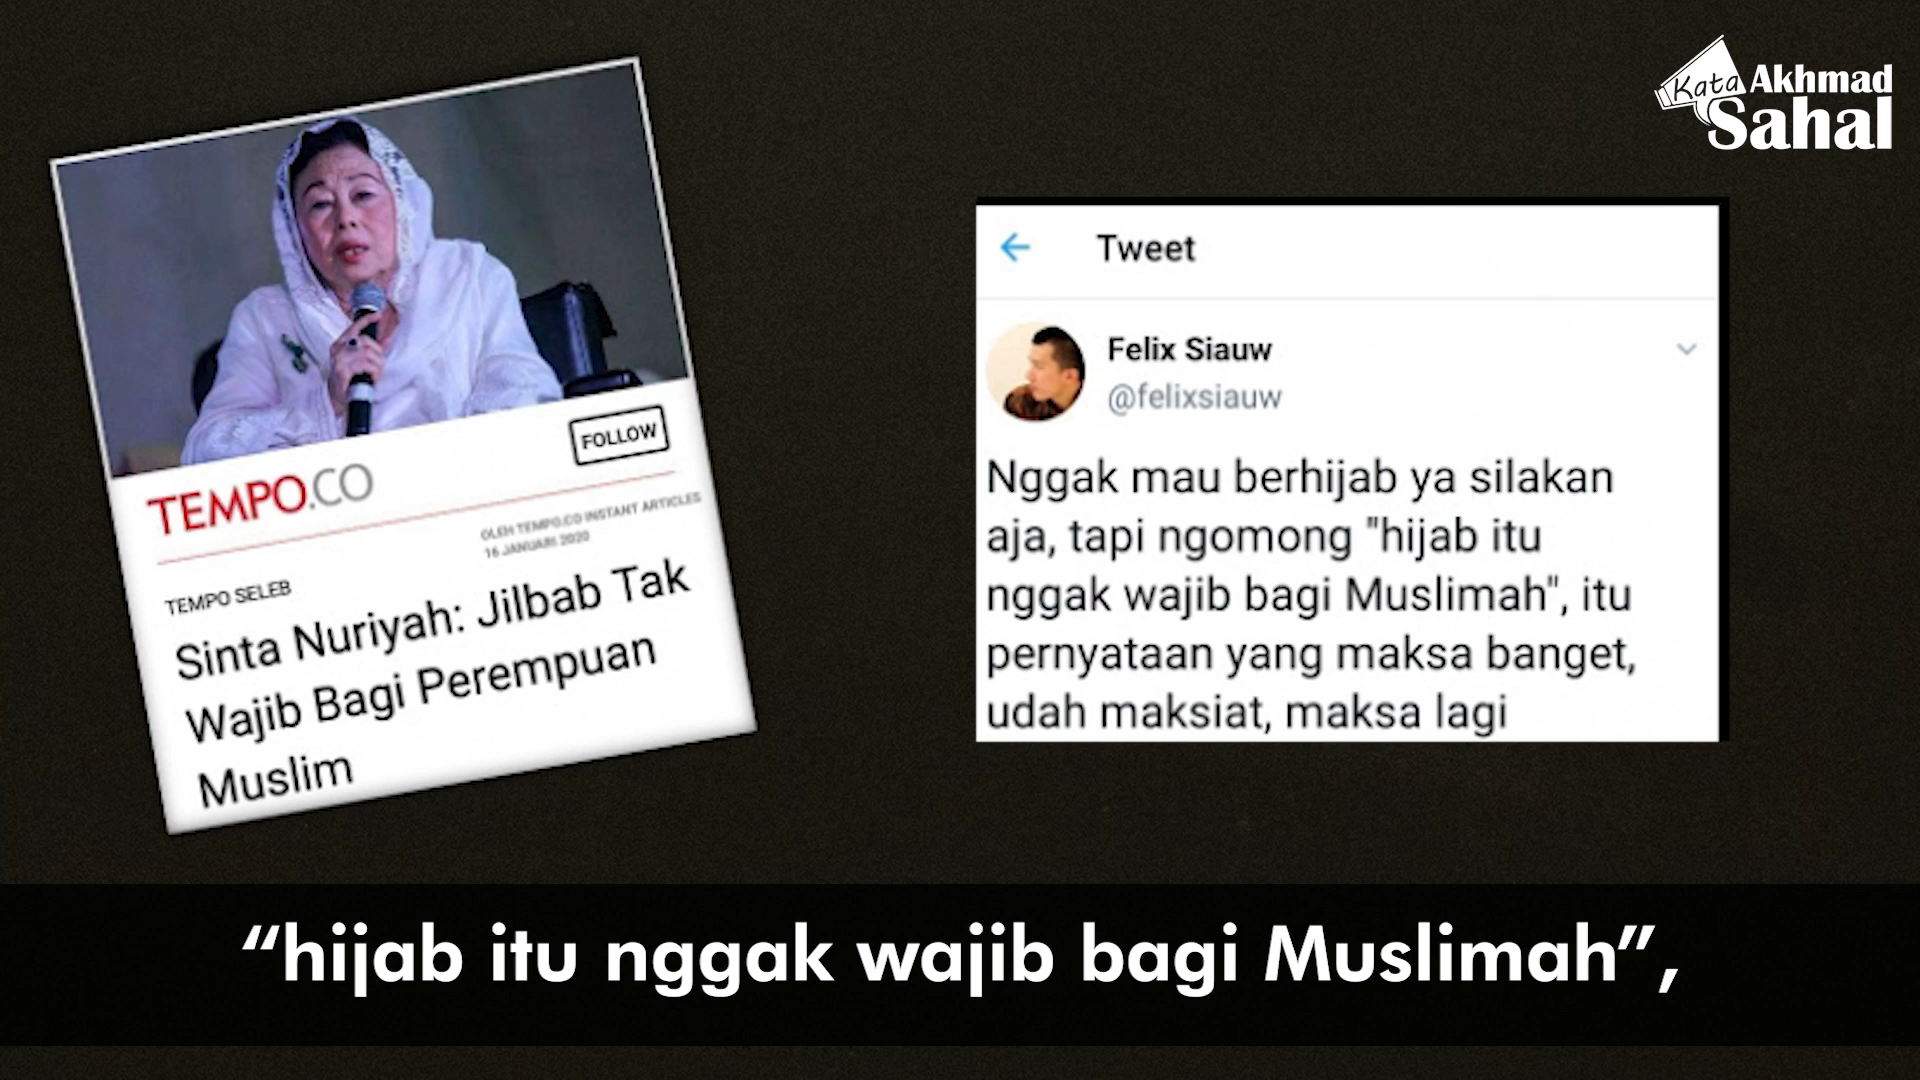 Kata
Akhmad
Sahal
TEMPO.CO
FOLLOW
OLEH TEMPO.CO INSTANT ARTICLES
16 JANUARI 2020
TEMPO SELEB
Sinta Nuriyah: Jilbab Tak
Wajib Bagi Perempuan
Muslim
Tweet
Felix Siauw
@felixsiauw
Nggak mau berhijab ya silakan
aja, tapi ngomong "hijab itu
nggak wajib bagi Muslimah", itu
pernyataan yang maksa banget,
udah maksiat, maksa lagi
“hijab itu nggak wajib bagi Muslimah”,